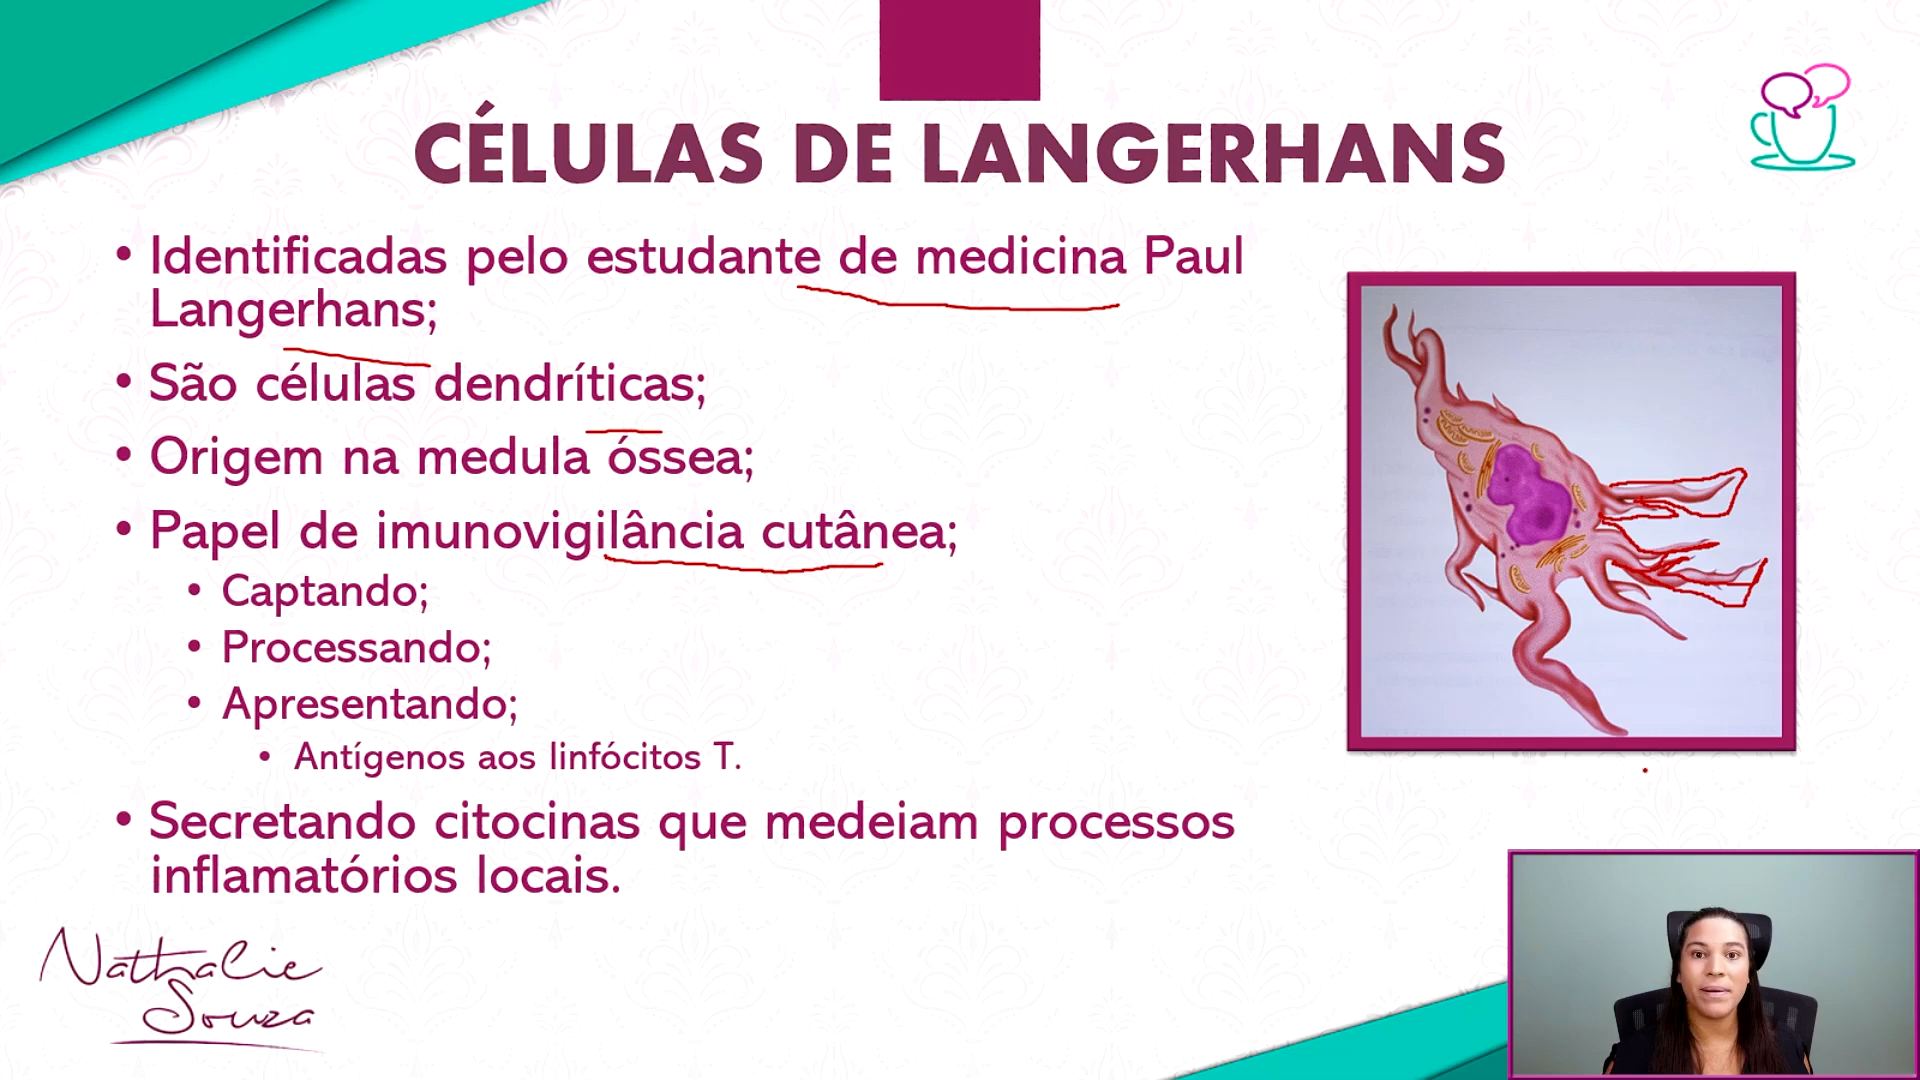 CÉLULAS DE LANGERHANS
• Identificadas pelo estudante de medicina Paul
Langerhans;
• São células dendríticas;
• Origem na medula óssea;
• Papel de imunovigilância cutânea;
• Captando;
• Processando;
• Apresentando;
• Antígenos aos linfócitos T.
• Secretando citocinas que medeiam processos
inflamatórios locais.
Nathalie
Souza